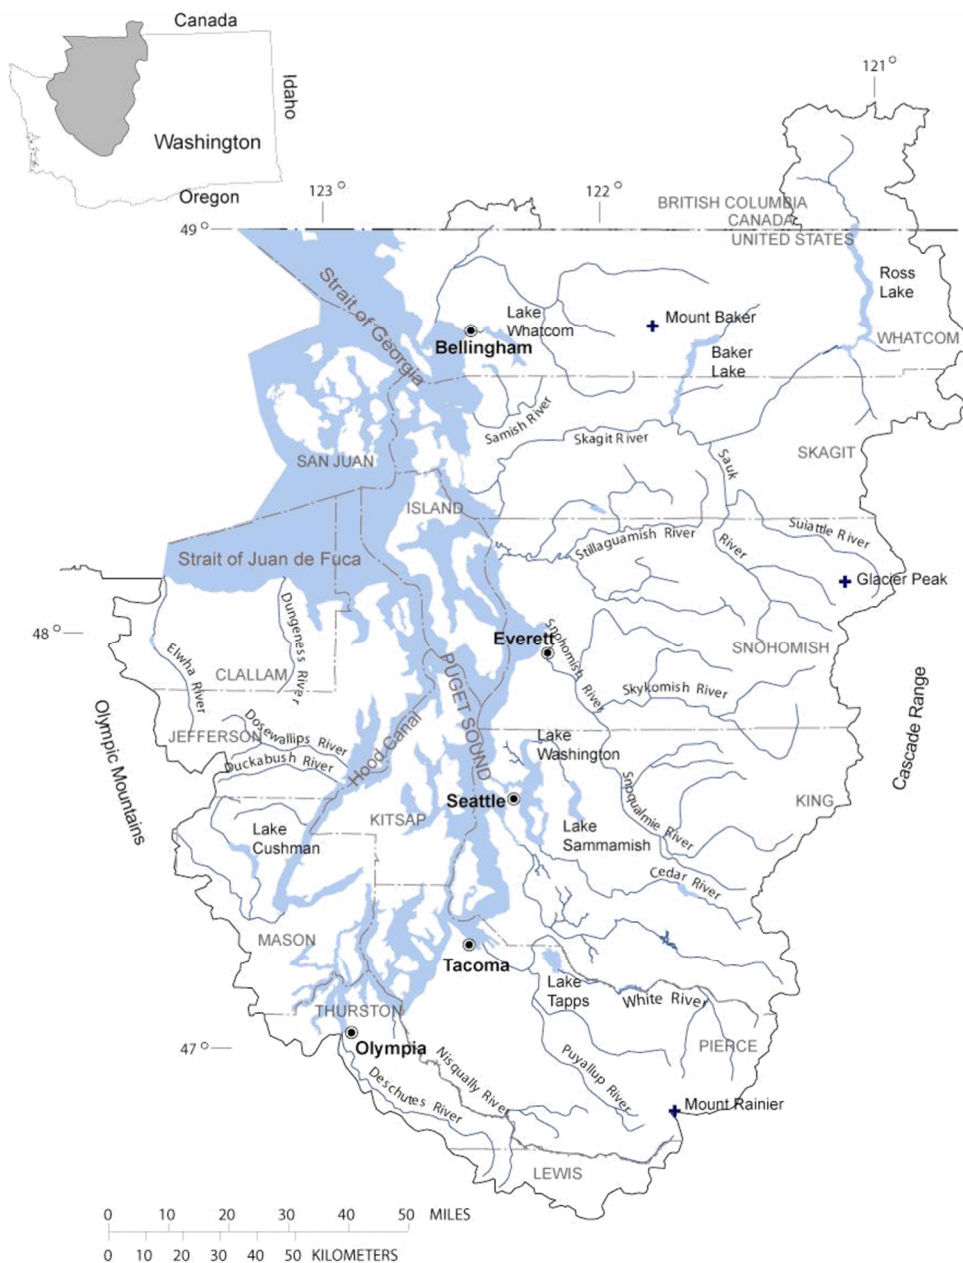 Canada
Idaho
Washington
Oregon
121°
123°
122°
49°
BRITISH COLUMBIA
CANADA
UNITED STATES
Strait of Georgia
Lake
Whatcom
Mount Baker
Ross
Lake
Bellingham
Baker
Lake
WHATCOM
Samish River
Skagit River
SAN JUAN
Sauk
River
SKAGIT
ISLAND
Suiattle River
Stillaguamish River
Strait of Juan de Fuca
Glacier Peak
Dungeness River
48°
Everett
Snohomish River
SNOHOMISH
Elwha River
CLALLAM
PUGET SOUND
Skykomish River
Cascade Range
Olympic Mountains
JEFFERSON
Dosewallips River
Duckabush River
Hood Canal
Lake
Washington
Snoqualmie River
Seattle
KING
KITSAP
Lake
Cushman
Lake
Sammamish
Cedar River
MASON
Tacoma
Lake
Tapps
White River
THURSTON
Olympia
47°
PIERCE
Nisqually River
Puyallup River
Deschutes River
Mount Rainier
LEWIS
0 10 20 30 40 50 MILES
0 10 20 30 40 50 KILOMETERS